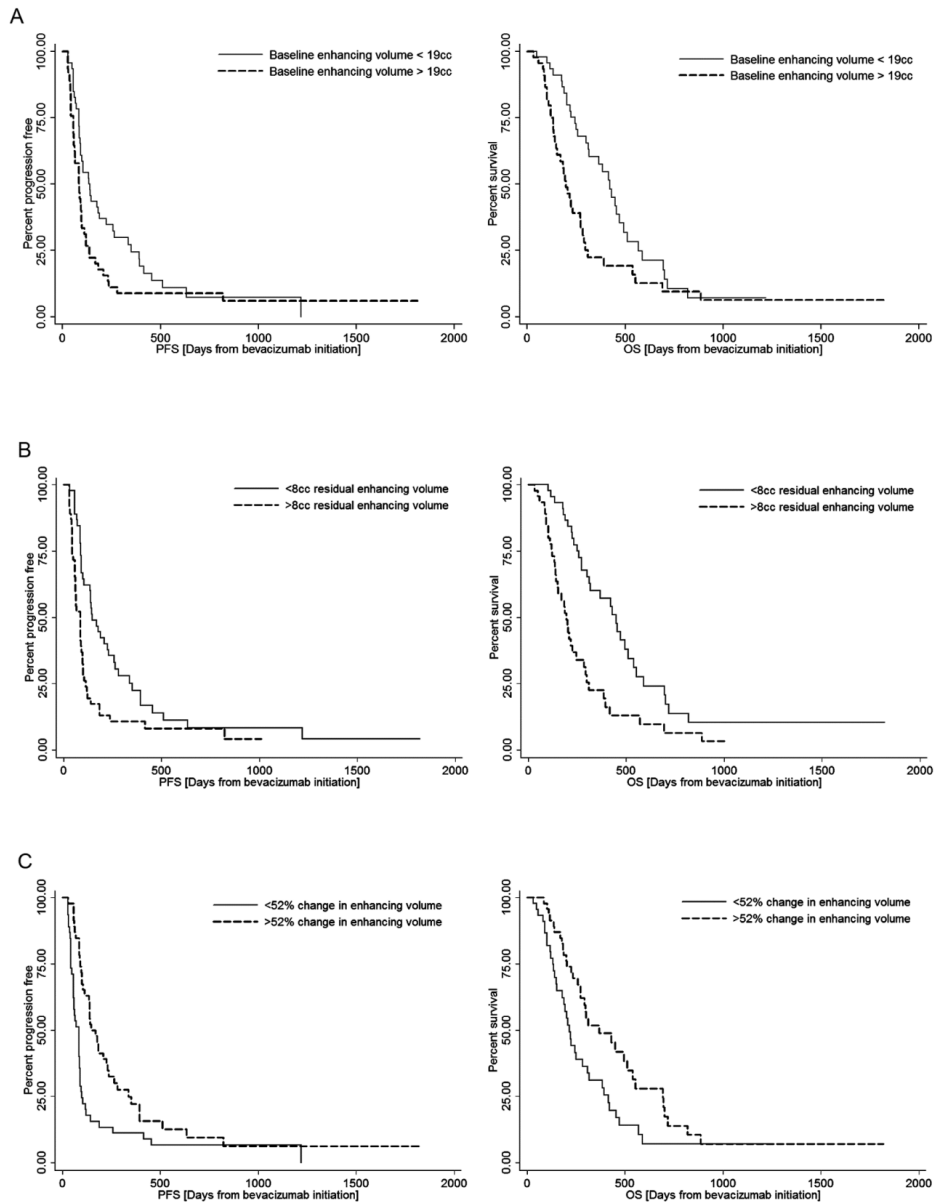 A
Baseline enhancing volume < 19cc
Baseline enhancing volume > 19cc
Percent progression free
0.00 25.00 50.00 75.00 100.00
0 500 1000 1500 2000
PFS [Days from bevacizumab initiation]
Baseline enhancing volume < 19cc
Baseline enhancing volume > 19cc
Percent survival
0.00 25.00 50.00 75.00 100.00
0 500 1000 1500 2000
OS [Days from bevacizumab initiation]
B
<8cc residual enhancing volume
>8cc residual enhancing volume
Percent progression free
0.00 25.00 50.00 75.00 100.00
0 500 1000 1500 2000
PFS [Days from bevacizumab initiation]
<8cc residual enhancing volume
>8cc residual enhancing volume
Percent survival
0.00 25.00 50.00 75.00 100.00
0 500 1000 1500 2000
OS [Days from bevacizumab initiation]
C
<52% change in enhancing volume
>52% change in enhancing volume
Percent progression free
0.00 25.00 50.00 75.00 100.00
0 500 1000 1500 2000
PFS [Days from bevacizumab initiation]
<52% change in enhancing volume
>52% change in enhancing volume
Percent survival
0.00 25.00 50.00 75.00 100.00
0 500 1000 1500 2000
OS [Days from bevacizumab initiation]